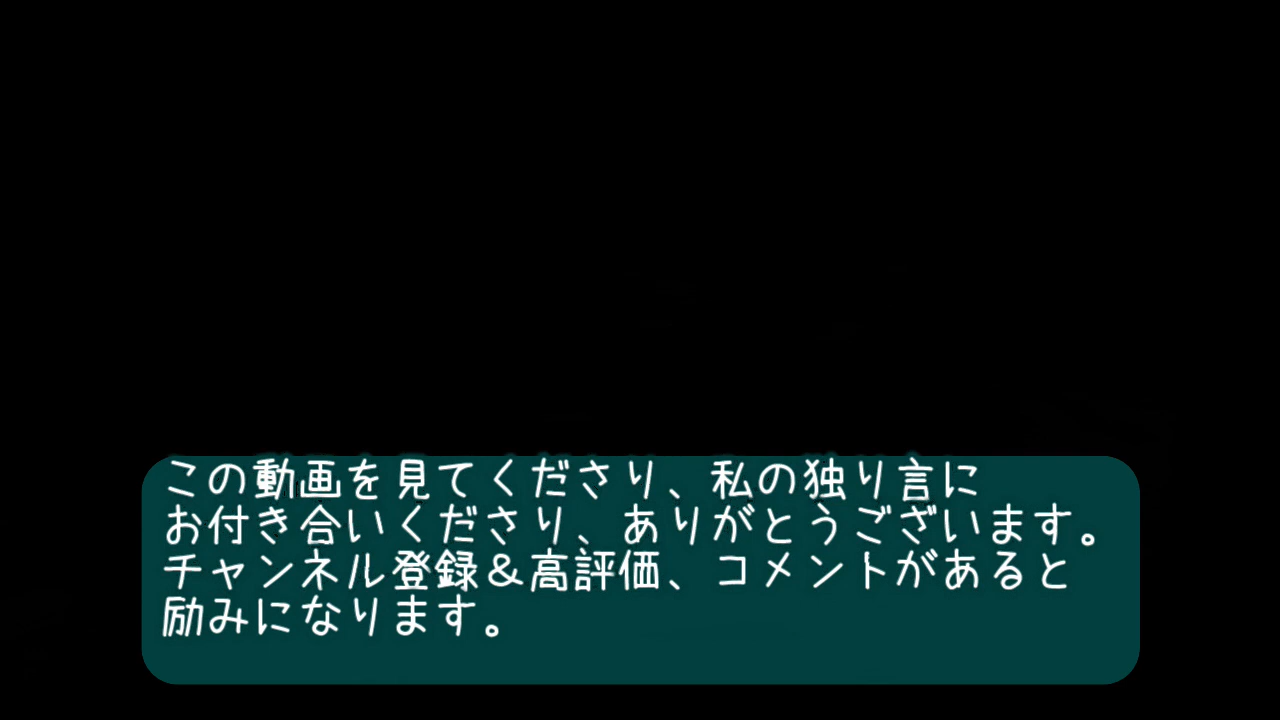 この動画を見てくださり、私の独り言に
お付き合いくださり、ありがとうございます。
チャンネル登録＆高評価、コメントがあると
励みになります。